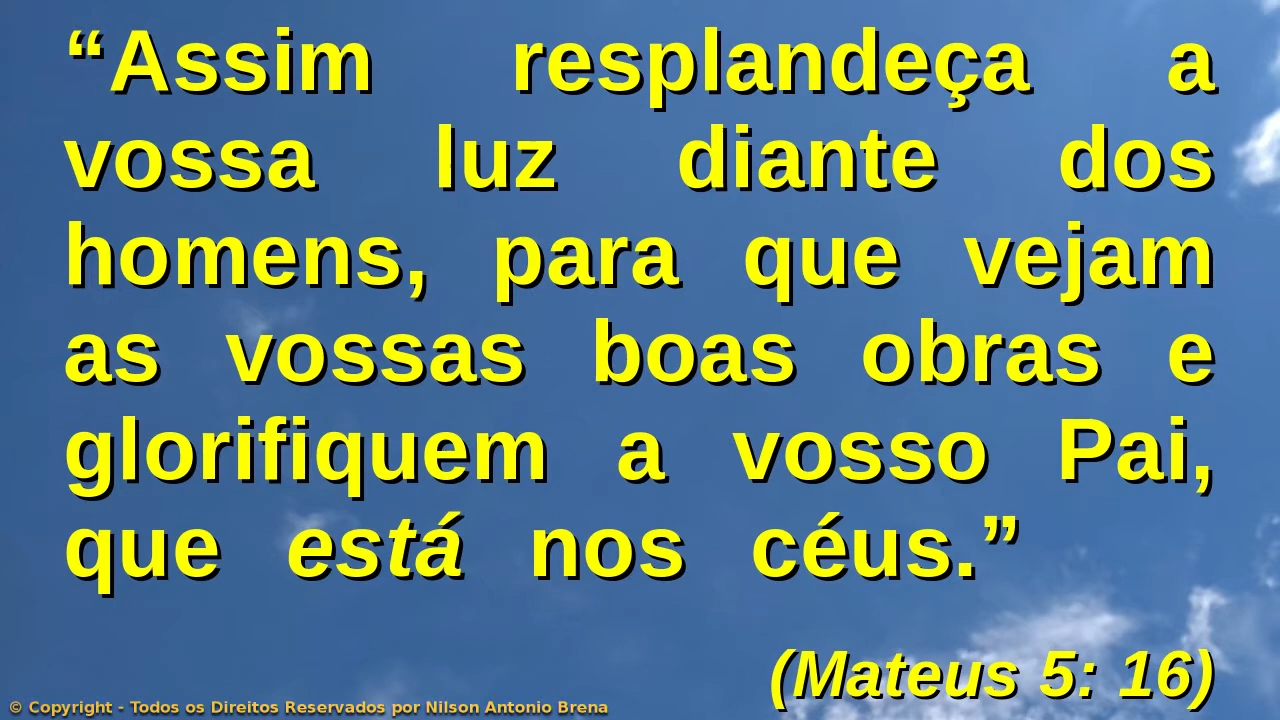 “Assim resplandeça a
vossa luz diante dos
homens, para que vejam
as vossas boas obras e
glorifiquem a vosso Pai,
que está nos céus.”
(Mateus 5: 16)
© Copyright - Todos os Direitos Reservados por Nilson Antonio Brena